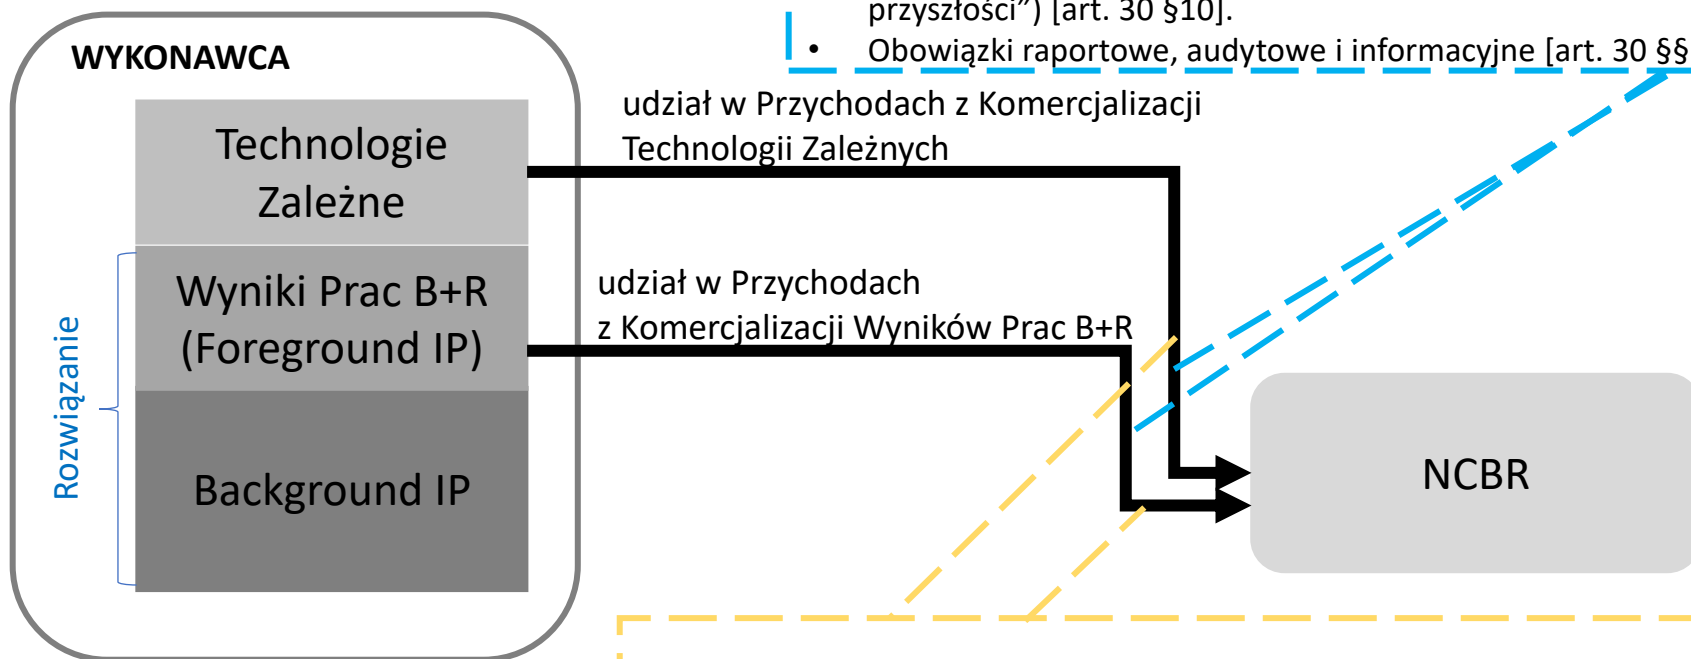 przyszłości") [art. 30 §10].
• Obowiązki raportowe, audytowe i informacyjne [art. 30 §§
WYKONAWCA
udział w Przychodach z Komercjalizacji
Technologii Zależnych
Technologie
Zależne
udział w Przychodach
z Komercjalizacji Wyników Prac B+R
Wyniki Prac B+R
(Foreground IP)
Rozwiązanie
Background IP
NCBR